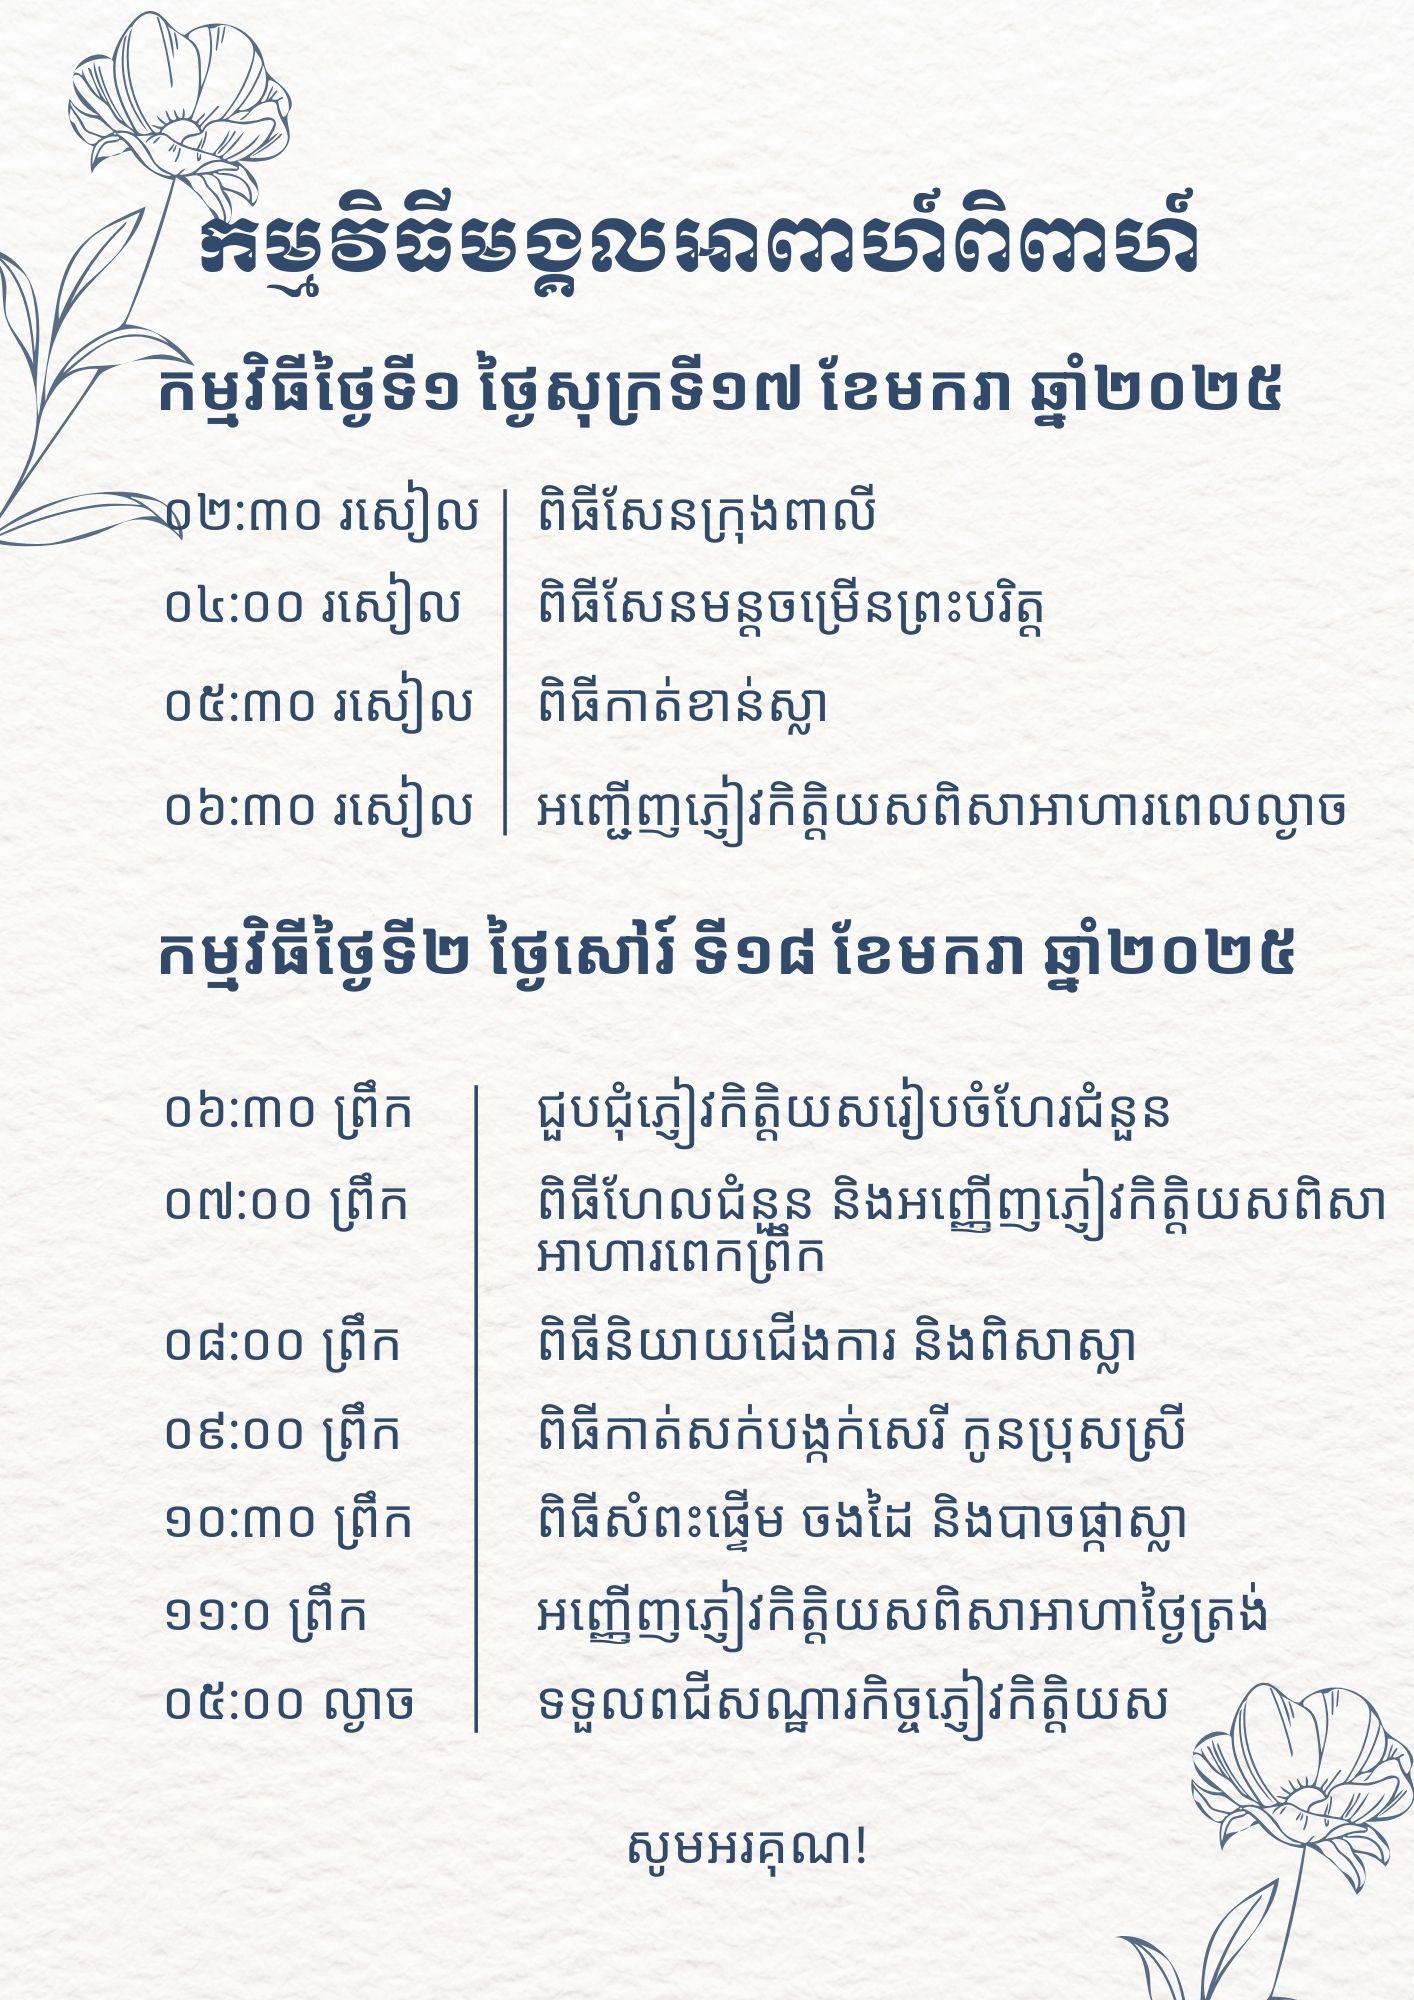 កម្មវិធីមង្គលអាពាហ៍ពិពាហ៍
កម្មវិធីថ្ងៃទី១ ថ្ងៃសុក្រទី១៧ ខែមករា ឆ្នាំ២០២៥
០២:៣០ រសៀល ពិធីសែនក្រុងពាលី
០៤:០០ រសៀល ពិធីសែនមន្តចម្រើនព្រះបរិត្ត
០៥:៣០ រសៀល ពិធីកាត់ខាន់ស្លា
០៦:៣០ រសៀល អញ្ជើញភ្ញៀវកិត្តិយសពិសាអាហារពេលល្ងាច
កម្មវិធីថ្ងៃទី២ ថ្ងៃសៅរ៍ ទី១៨ ខែមករា ឆ្នាំ២០២៥
០៦:៣០ ព្រឹក ជួបជុំភ្ញៀវកិត្តិយសរៀបចំហែរជំនួន
០៧:០០ ព្រឹក ពិធីហែលជំនួន និងអញ្ញើញភ្ញៀវកិត្តិយសពិសា
អាហារពេកព្រឹក
០៨:០០ ព្រឹក ពិធីនិយាយជើងការ និងពិសាស្លា
០៩:០០ ព្រឹក ពិធីកាត់សក់បង្កក់សេរី កូនប្រុសស្រី
១០:៣០ ព្រឹក ពិធីសំពះផ្ទើម ចងដៃ និងបាចផ្កាស្លា
១១:០ ព្រឹក អញ្ញើញភ្ញៀវកិត្តិយសពិសាអាហាថ្ងៃត្រង់
០៥:០០ ល្ងាច ទទួលពជីសណ្ឋារកិច្ចភ្ញៀវកិត្តិយស
សូមអរគុណ!